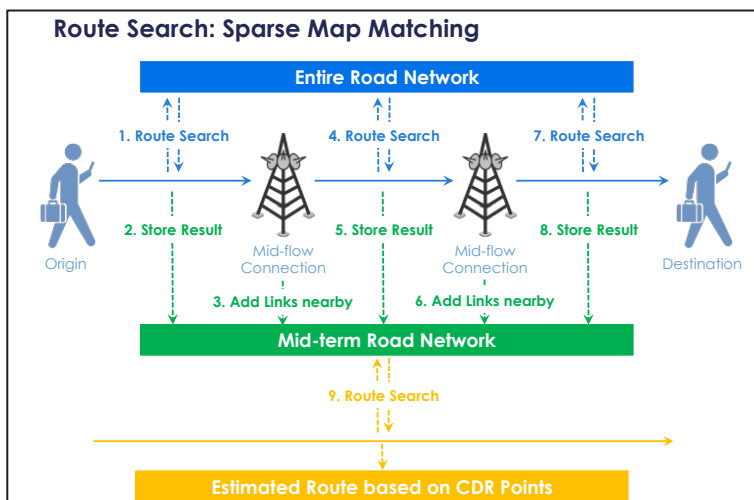 Route Search: Sparse Map Matching
Entire Road Network
1. Route Search
4. Route Search
7. Route Search
2. Store Result
5. Store Result
8. Store Result
Origin
Mid-flow
Connection
Mid-flow
Connection
Destination
3. Add Links nearby
6. Add Links nearby
Mid-term Road Network
9. Route Search
Estimated Route based on CDR Points